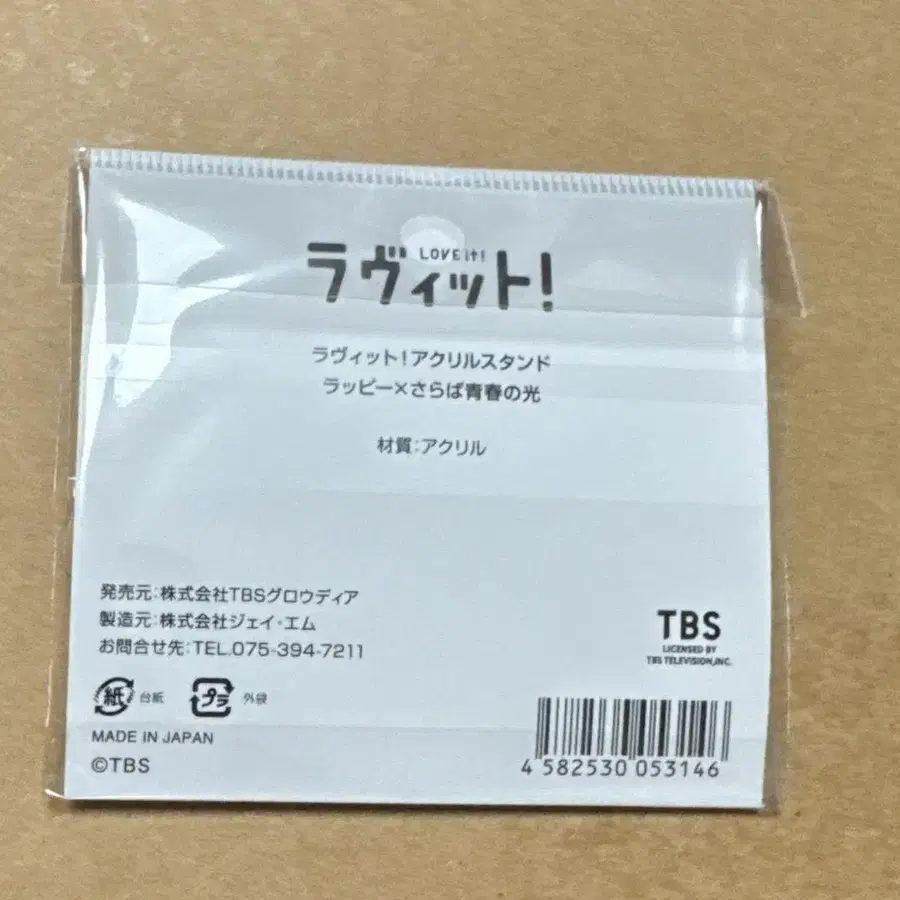 LOVE it!
ラヴィット!
ラヴィット!アクリルスタンド
ラッピー×さらば青春の光
材質:アクリル
発売元:株式会社TBSグロウディア
製造元:株式会社ジェイ・エム
お問合せ先:TEL.075-394-7211
TBS
LICENSED BY
TBS TELEVISION,INC.
紙 台紙 プラ 外袋
MADE IN JAPAN
©TBS
4 582530 053146